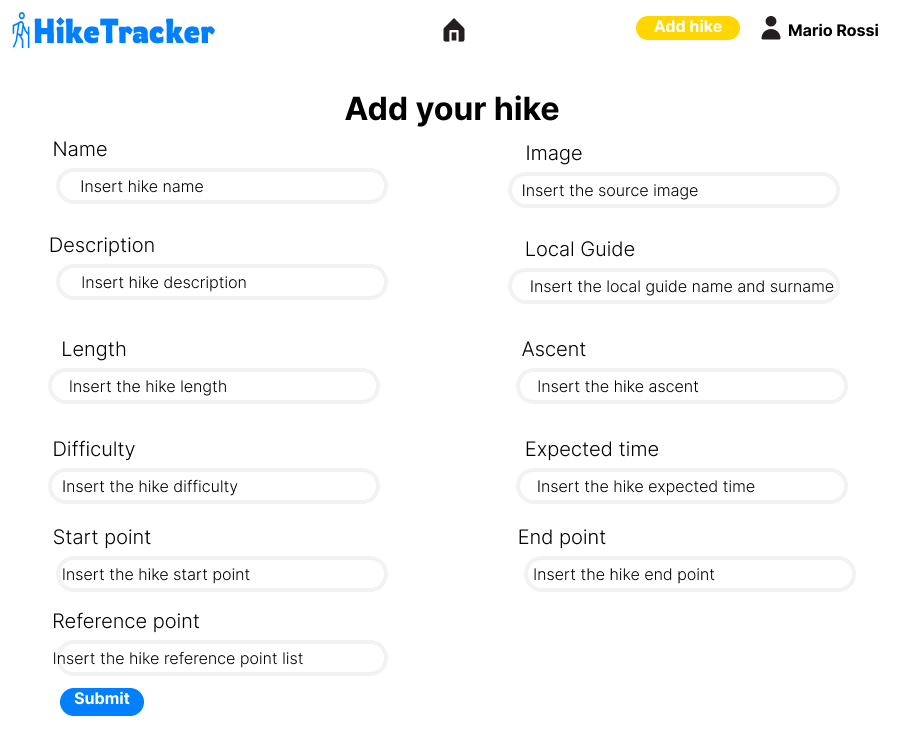 HikeTracker
Add hike
Mario Rossi
Add your hike
Name
Insert hike name
Image
Insert the source image
Description
Insert hike description
Local Guide
Insert the local guide name and surname
Length
Insert the hike length
Ascent
Insert the hike ascent
Difficulty
Insert the hike difficulty
Expected time
Insert the hike expected time
Start point
Insert the hike start point
End point
Insert the hike end point
Reference point
Insert the hike reference point list
Submit